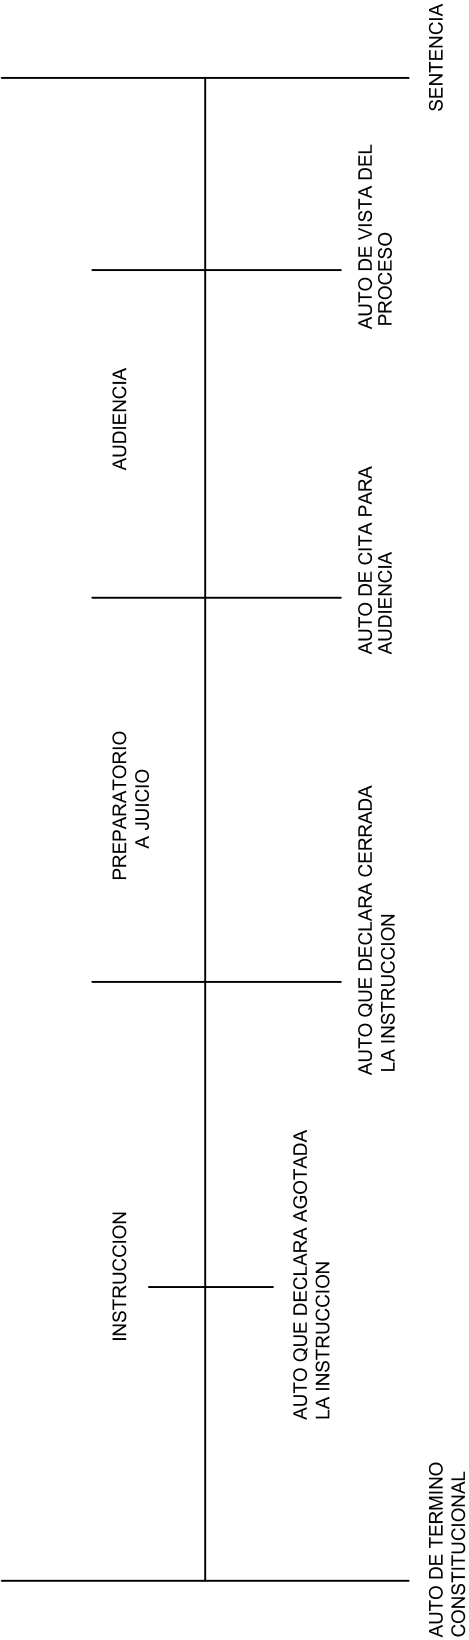 INSTRUCCION
PREPARATORIO
A JUICIO
AUDIENCIA
AUTO QUE DECLARA AGOTADA
LA INSTRUCCION
AUTO QUE DECLARA CERRADA
LA INSTRUCCION
AUTO DE CITA PARA
AUDIENCIA
AUTO DE VISTA DEL
PROCESO
AUTO DE TERMINO
CONSTITUCIONAL
SENTENCIA